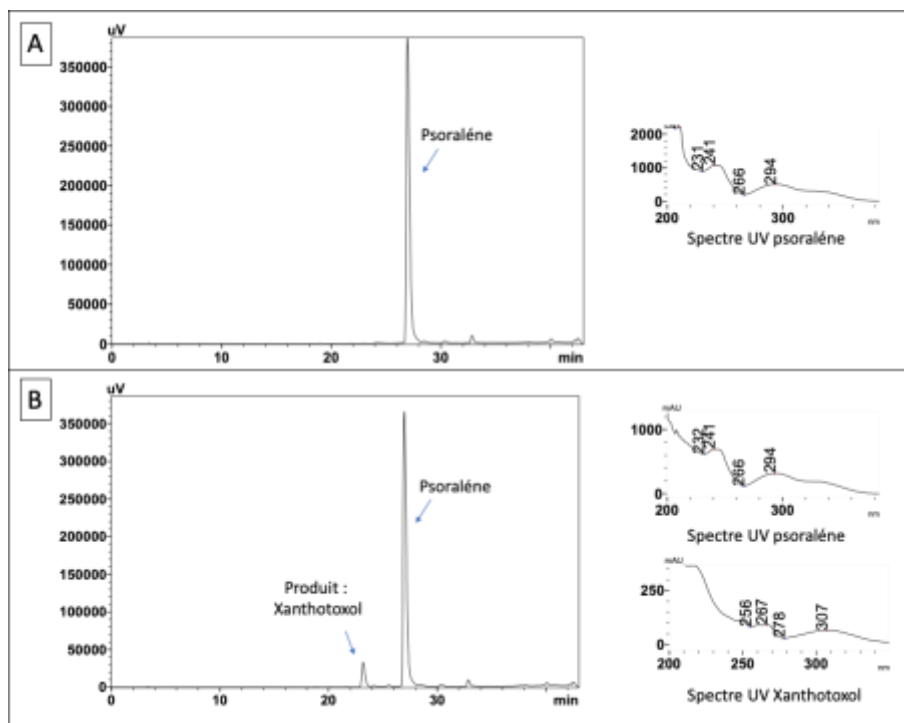 A
uV
350000
300000
250000
200000
150000
100000
50000
0
0 10 20 30 min
Psoraléne
2000
1000
0
231
241
266
294
200 300
nm
Spectre UV psoraléne
B
uV
350000
300000
250000
200000
150000
100000
50000
0
0 10 20 30 min
Psoraléne
Produit :
Xanthotoxol
mAU
1000
0
232
241
266
294
200 300
nm
Spectre UV psoraléne
mAU
250
0
256
267
278
307
200 250 300
nm
Spectre UV Xanthotoxol